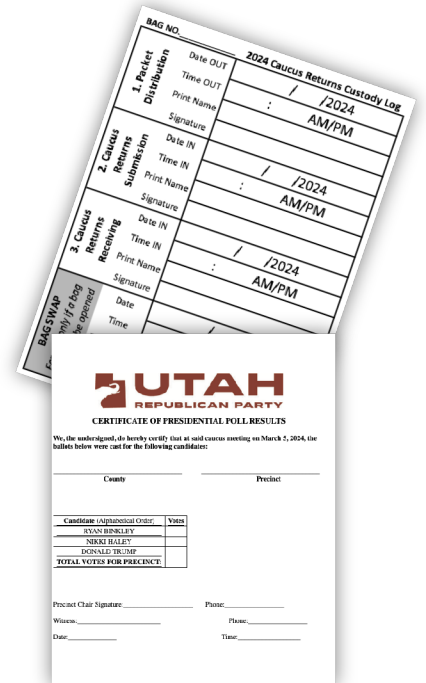 BAG NO.
2024 Caucus Returns Custody Log
1. Packet
Distribution
Date OUT
/ /2024
Time OUT
: AM/PM
Print Name
Signature
2. Caucus
Returns
Submission
Date IN
/ /2024
Time IN
: AM/PM
Print Name
Signature
3. Caucus
Returns
Receiving
Date IN
/ /2024
Time IN
: AM/PM
Print Name
Signature
BAG SWAP
only if a bag
be opened
Date
Time
UTAH
REPUBLICAN PARTY
CERTIFICATE OF PRESIDENTIAL POLL RESULTS
We, the undersigned, do hereby certify that at said caucus meeting on March 5, 2024, the
ballots below were cast for the following candidates:
County Precinct
Candidate (Alphabetical Order) Votes
RYAN BINKLEY
NIKKI HALEY
DONALD TRUMP
TOTAL VOTES FOR PRECINCT:
Precinct Chair Signature: Phone:
Witness: Phone:
Date: Time: